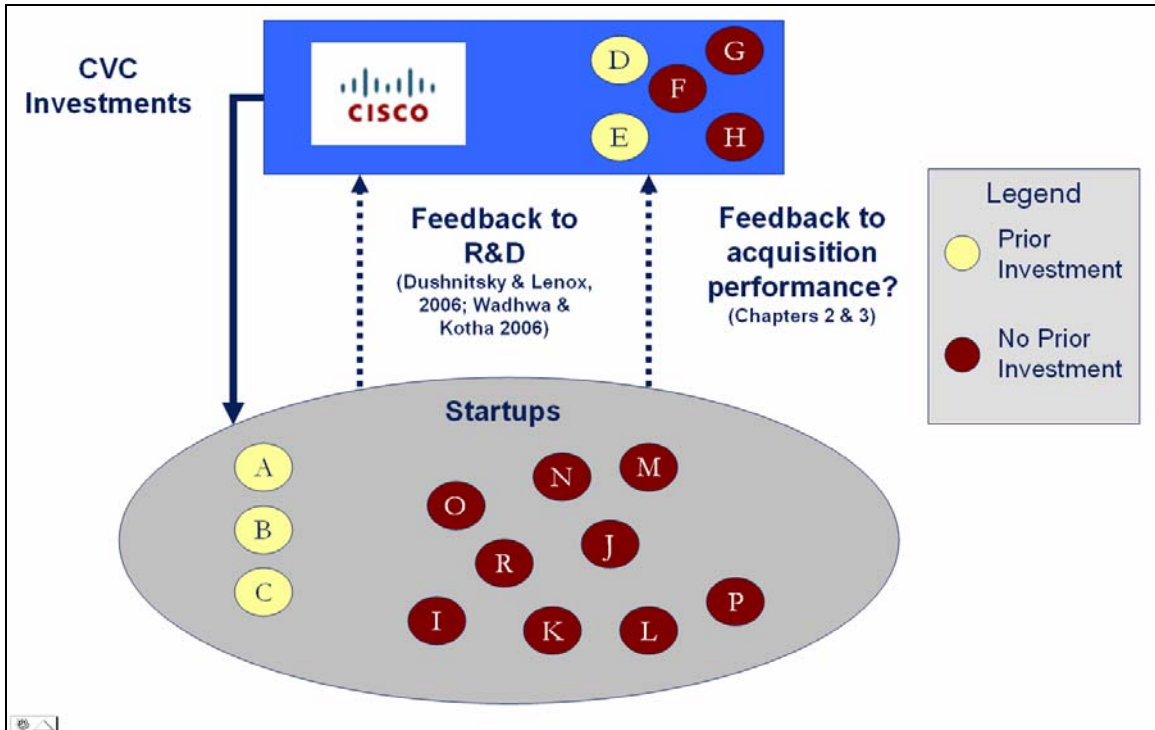 CVC
Investments
CISCO
D
G
F
E
H
Feedback to
R&D
(Dushnitsky & Lenox,
2006; Wadhwa &
Kotha 2006)
Feedback to
acquisition
performance?
(Chapters 2 & 3)
Legend
Prior
Investment
No Prior
Investment
Startups
A
B
C
N
M
O
J
R
I
K
L
P